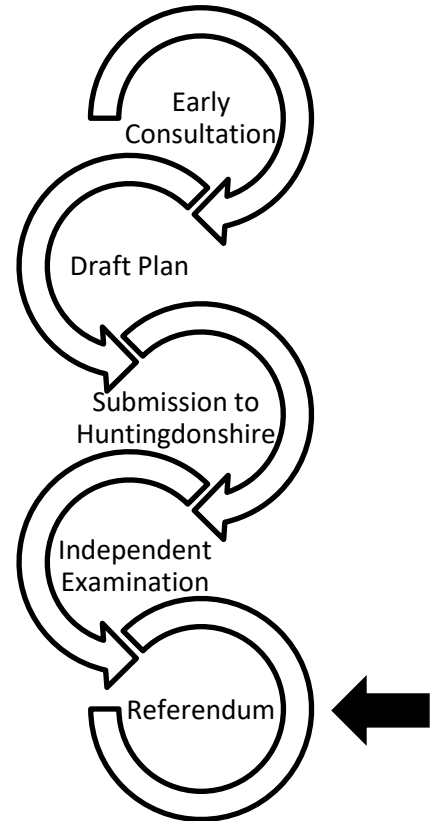 Early
Consultation
Draft Plan
Submission to
Huntingdonshire
Independent
Examination
Referendum